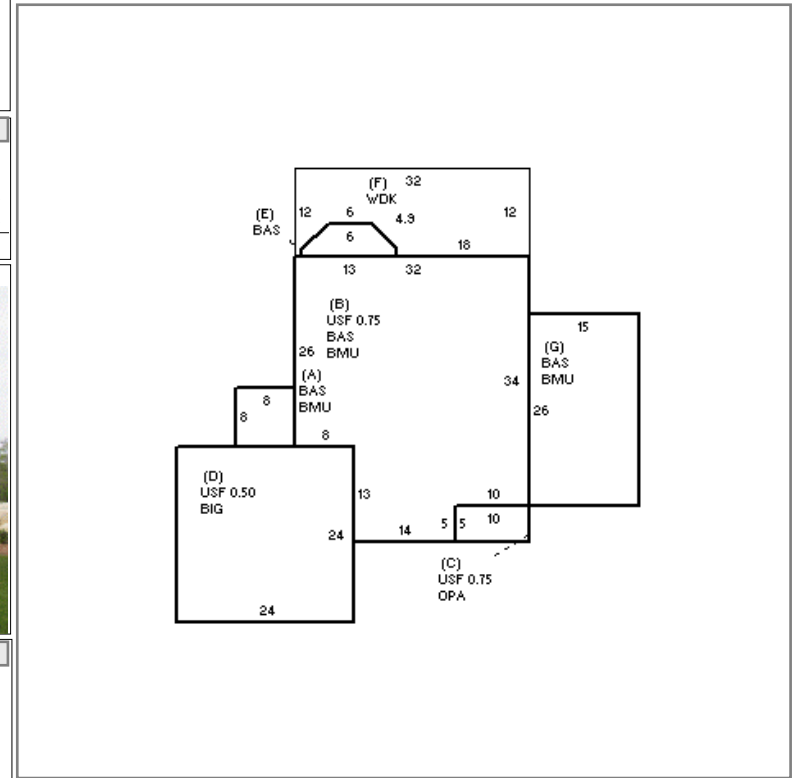 (F) 32
WDK
(E)
BAS
12
6
4.9
12
6
18
13
32
(B)
USF 0.75
BAS
BMU
26
15
(G)
BAS
BMU
(A)
BAS
BMU
34
8
8
26
8
(D)
USF 0.50
BIG
13
10
5
5
10
14
24
(C)
USF 0.75
OPA
24